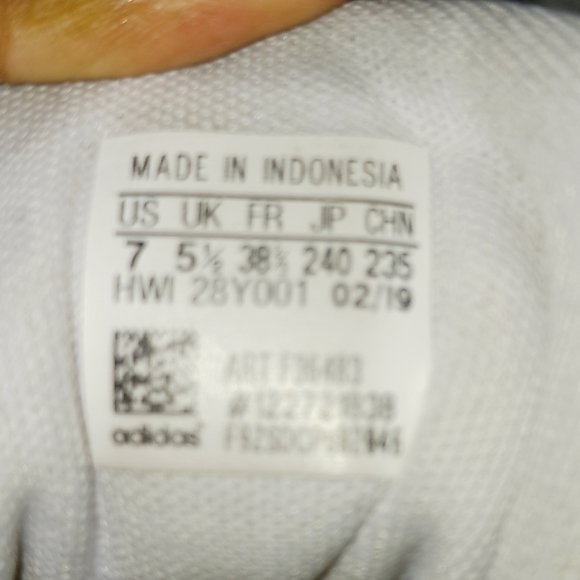 MADE IN INDONESIA
US UK FR JP CHN
7 5½ 38⅔ 240 235
HWI 28Y001 02/19
ART
adidas